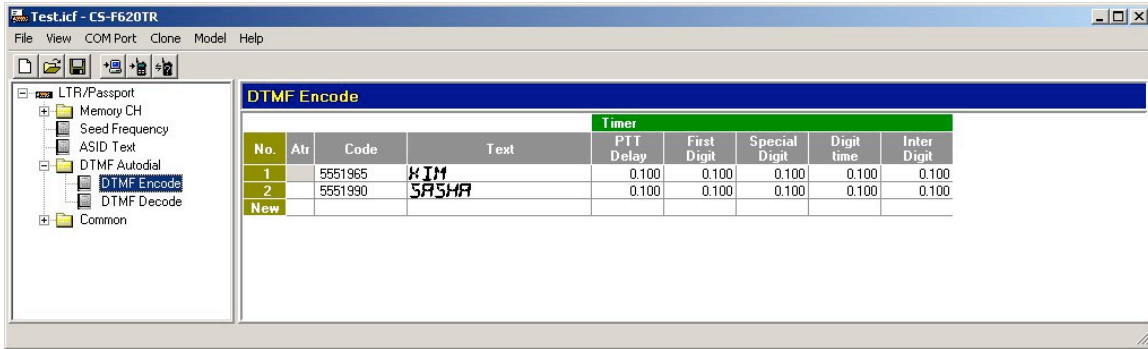 Test.icf - CS-F620TR
File View COM Port Clone Model Help
LTR/Passport
Memory CH
Seed Frequency
ASID Text
DTMF Autodial
DTMF Encode
DTMF Decode
Common
DTMF Encode
Timer
No. Atr Code Text PTT Delay First Digit Special Digit Digit time Inter Digit
1 5551965 KIM 0.100 0.100 0.100 0.100 0.100
2 5551990 SASHA 0.100 0.100 0.100 0.100 0.100
New